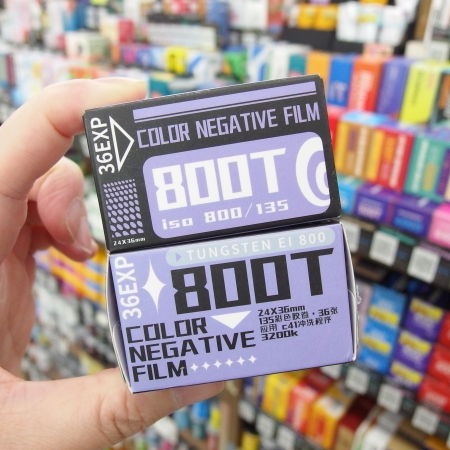 36EXP
COLOR NEGATIVE FILM
800T
iso 800/135
24X36mm
TUNGSTEN EI 800
36EXP
800T
COLOR
NEGATIVE
FILM
24X36mm
135彩色胶卷·36张
应用 c41冲洗程序
3200k